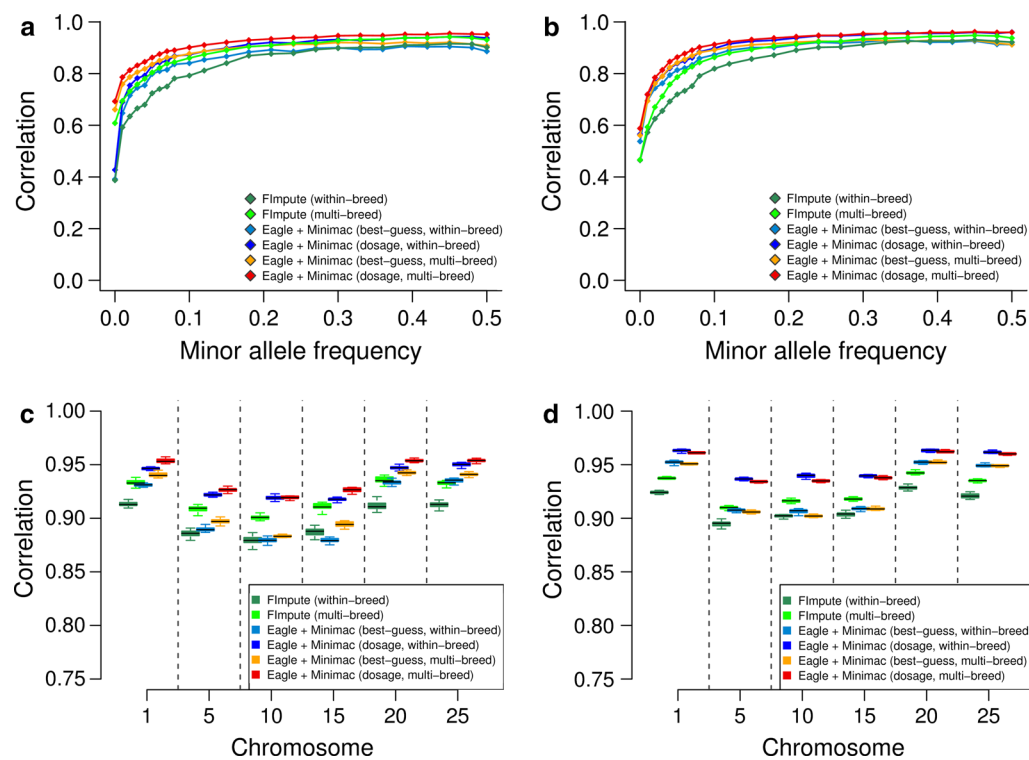 a
1.0
0.8
0.6
0.4
0.2
0.0
Correlation
FImpute (within−breed)
FImpute (multi−breed)
Eagle + Minimac (best−guess, within−breed)
Eagle + Minimac (dosage, within−breed)
Eagle + Minimac (best−guess, multi−breed)
Eagle + Minimac (dosage, multi−breed)
0.0 0.1 0.2 0.3 0.4 0.5
Minor allele frequency
b
1.0
0.8
0.6
0.4
0.2
0.0
Correlation
FImpute (within−breed)
FImpute (multi−breed)
Eagle + Minimac (best−guess, within−breed)
Eagle + Minimac (dosage, within−breed)
Eagle + Minimac (best−guess, multi−breed)
Eagle + Minimac (dosage, multi−breed)
0.0 0.1 0.2 0.3 0.4 0.5
Minor allele frequency
c
1.00
0.95
0.90
0.85
0.80
0.75
Correlation
FImpute (within−breed)
FImpute (multi−breed)
Eagle + Minimac (best−guess, within−breed)
Eagle + Minimac (dosage, within−breed)
Eagle + Minimac (best−guess, multi−breed)
Eagle + Minimac (dosage, multi−breed)
1 5 10 15 20 25
Chromosome
d
1.00
0.95
0.90
0.85
0.80
0.75
Correlation
FImpute (within−breed)
FImpute (multi−breed)
Eagle + Minimac (best−guess, within−breed)
Eagle + Minimac (dosage, within−breed)
Eagle + Minimac (best−guess, multi−breed)
Eagle + Minimac (dosage, multi−breed)
1 5 10 15 20 25
Chromosome